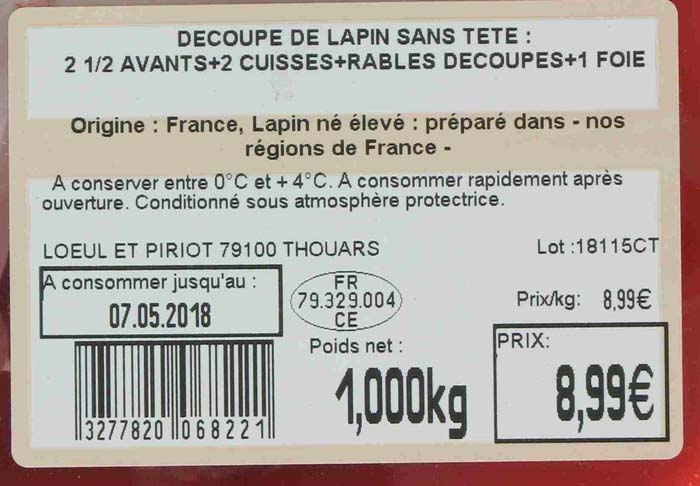 DECOUPE DE LAPIN SANS TETE :
2 1/2 AVANTS+2 CUISSES+RABLES DECOUPES+1 FOIE
Origine : France, Lapin né élevé : préparé dans - nos
régions de France -
A conserver entre 0°C et + 4°C. A consommer rapidement après
ouverture. Conditionné sous atmosphère protectrice.
LOEUL ET PIRIOT 79100 THOUARS
Lot :18115CT
A consommer jusqu'au :
07.05.2018
FR
79.329.004
CE
Prix/kg: 8,99€
Poids net :
1,000kg
PRIX:
8,99€
3277820 068221